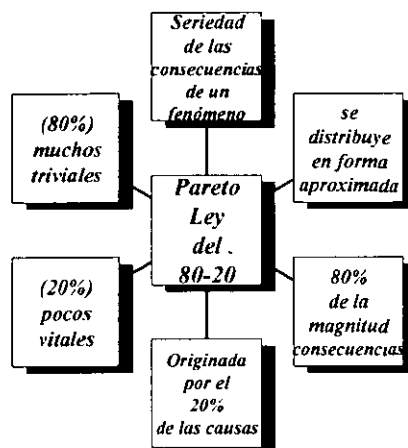 Seriedad
de las
consecuencias
de un
fenómeno
(80%)
muchos
triviales
se
distribuye
en forma
aproximada
Pareto
Ley
del .
80-20
(20%)
pocos
vitales
80%
de la
magnitud
consecuencias
Originada
por el
20%
de las causas